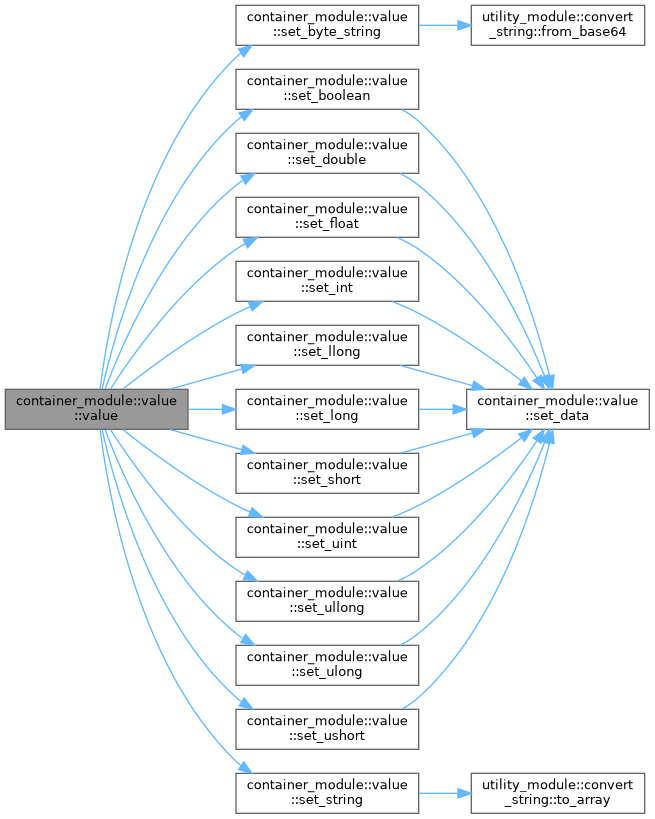 container_module::value
::set_byte_string
utility_module::convert
_string::from_base64
container_module::value
::set_boolean
container_module::value
::set_double
container_module::value
::set_float
container_module::value
::set_int
container_module::value
::set_llong
container_module::value
::value
container_module::value
::set_long
container_module::value
::set_data
container_module::value
::set_short
container_module::value
::set_uint
container_module::value
::set_ullong
container_module::value
::set_ulong
container_module::value
::set_ushort
container_module::value
::set_string
utility_module::convert
_string::to_array